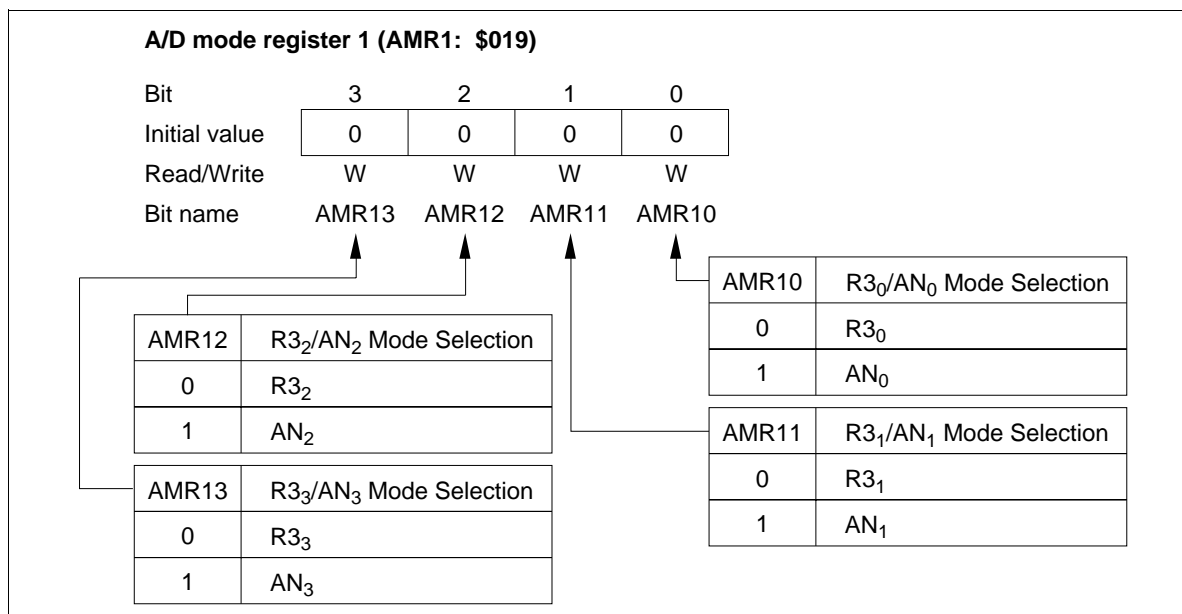 A/D mode register 1 (AMR1: $019)
Bit 3 2 1 0
Initial value 0 0 0 0
Read/Write W W W W
Bit name AMR13 AMR12 AMR11 AMR10
AMR10 R3₀/AN₀ Mode Selection
0 R3₀
1 AN₀
AMR12 R3₂/AN₂ Mode Selection
0 R3₂
1 AN₂
AMR11 R3₁/AN₁ Mode Selection
0 R3₁
1 AN₁
AMR13 R3₃/AN₃ Mode Selection
0 R3₃
1 AN₃